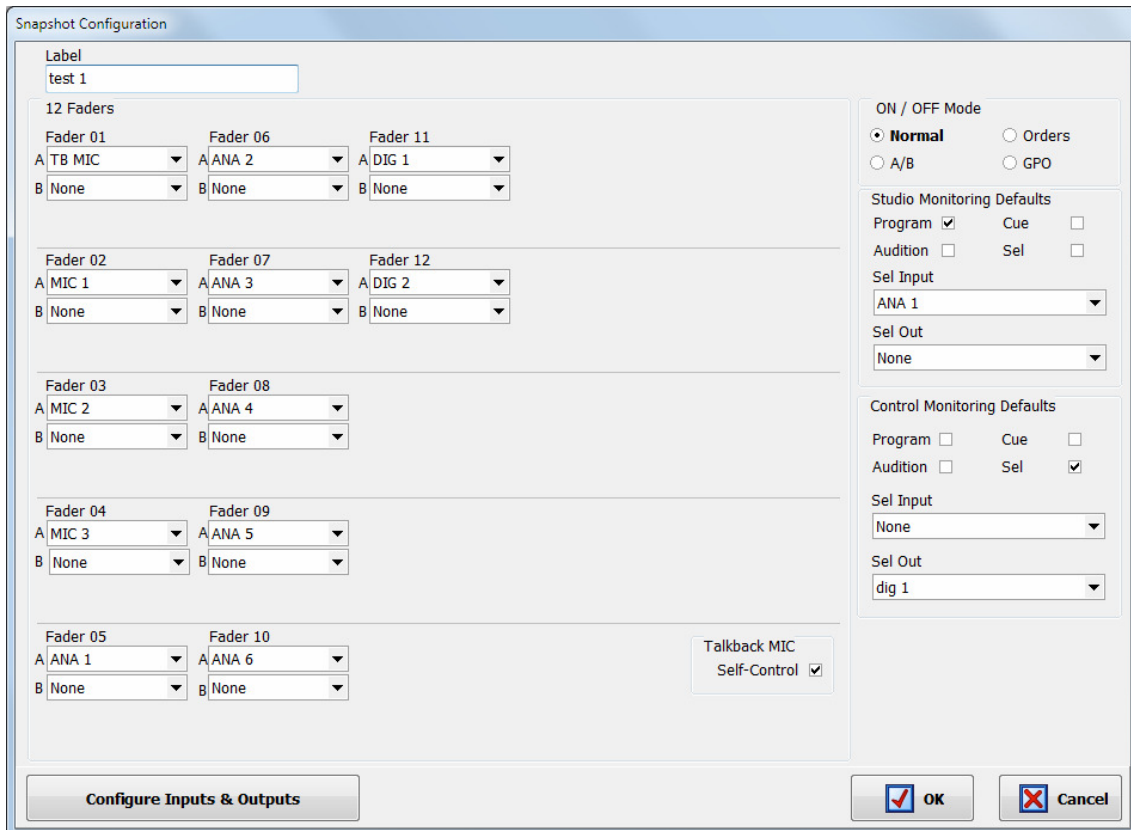 Snapshot Configuration
Label
test 1
12 Faders
Fader 01
A TB MIC
B None
Fader 06
A ANA 2
B None
Fader 11
A DIG 1
B None
Fader 02
A MIC 1
B None
Fader 07
A ANA 3
B None
Fader 12
A DIG 2
B None
Fader 03
A MIC 2
B None
Fader 08
A ANA 4
B None
Fader 04
A MIC 3
B None
Fader 09
A ANA 5
B None
Fader 05
A ANA 1
B None
Fader 10
A ANA 6
B None
Talkback MIC
Self-Control
ON / OFF Mode
Normal
Orders
A/B
GPO
Studio Monitoring Defaults
Program
Cue
Audition
Sel
Sel Input
ANA 1
Sel Out
None
Control Monitoring Defaults
Program
Cue
Audition
Sel
Sel Input
None
Sel Out
dig 1
Configure Inputs & Outputs
OK
Cancel